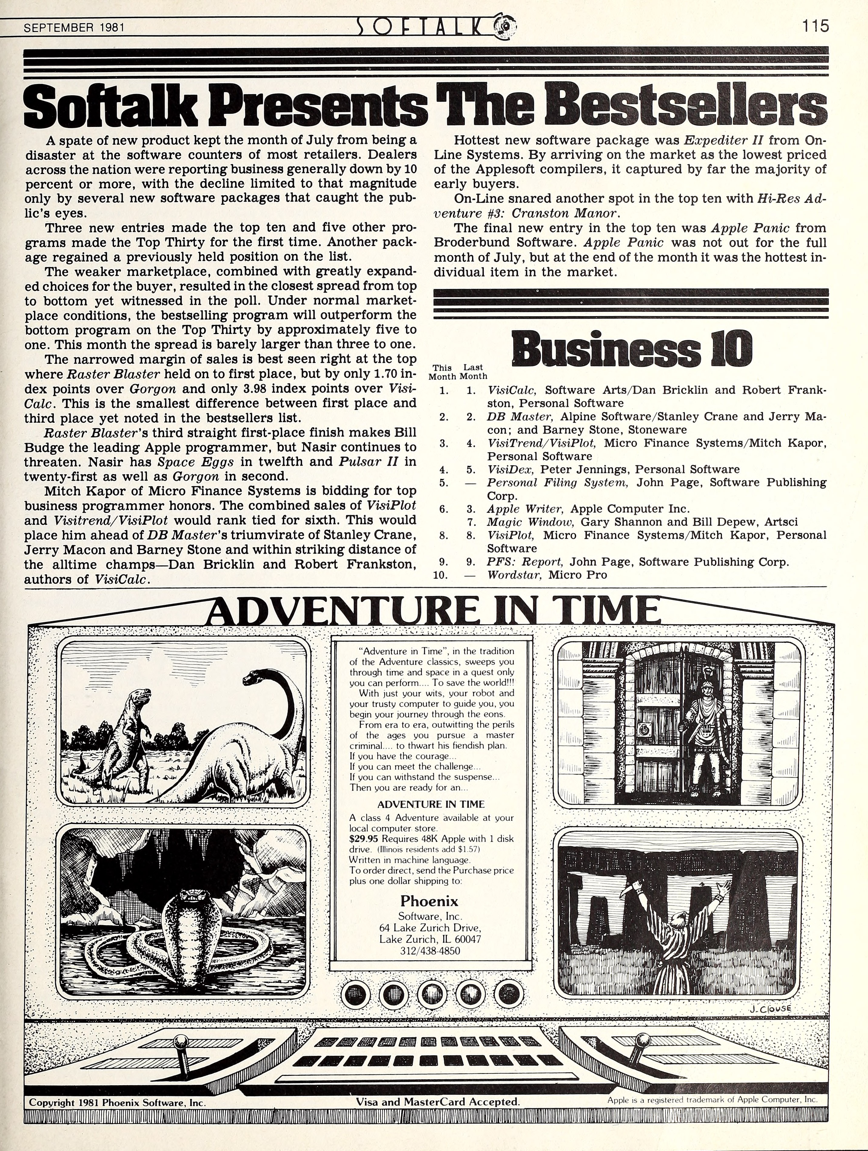 SEPTEMBER 1981
SOFTALK
115
Softalk Presents The Bestsellers
A spate of new product kept the month of July from being a
disaster at the software counters of most retailers. Dealers
across the nation were reporting business generally down by 10
percent or more, with the decline limited to that magnitude
only by several new software packages that caught the pub-
lic's eyes.
Three new entries made the top ten and five other pro-
grams made the Top Thirty for the first time. Another pack-
age regained a previously held position on the list.
The weaker marketplace, combined with greatly expand-
ed choices for the buyer, resulted in the closest spread from top
to bottom yet witnessed in the poll. Under normal market-
place conditions, the bestselling program will outperform the
bottom program on the Top Thirty by approximately five to
one. This month the spread is barely larger than three to one.
The narrowed margin of sales is best seen right at the top
where Raster Blaster held on to first place, but by only 1.70 in-
dex points over Gorgon and only 3.98 index points over Visi-
Calc. This is the smallest difference between first place and
third place yet noted in the bestsellers list.
Raster Blaster's third straight first-place finish makes Bill
Budge the leading Apple programmer, but Nasir continues to
threaten. Nasir has Space Eggs in twelfth and Pulsar II in
twenty-first as well as Gorgon in second.
Mitch Kapor of Micro Finance Systems is bidding for top
business programmer honors. The combined sales of VisiPlot
and Visitrend/VisiPlot would rank tied for sixth. This would
place him ahead of DB Master's triumvirate of Stanley Crane,
Jerry Macon and Barney Stone and within striking distance of
the alltime champs—Dan Bricklin and Robert Frankston,
authors of VisiCalc.
Hottest new software package was Expediter II from On-
Line Systems. By arriving on the market as the lowest priced
of the Applesoft compilers, it captured by far the majority of
early buyers.
On-Line snared another spot in the top ten with Hi-Res Ad-
venture #3: Cranston Manor.
The final new entry in the top ten was Apple Panic from
Broderbund Software. Apple Panic was not out for the full
month of July, but at the end of the month it was the hottest in-
dividual item in the market.
Business 10
This Last
Month Month
1. 1. VisiCalc, Software Arts/Dan Bricklin and Robert Frank-
ston, Personal Software
2. 2. DB Master, Alpine Software/Stanley Crane and Jerry Ma-
con; and Barney Stone, Stoneware
3. 4. VisiTrend/VisiPlot, Micro Finance Systems/Mitch Kapor,
Personal Software
4. 5. VisiDex, Peter Jennings, Personal Software
5. — Personal Filing System, John Page, Software Publishing
Corp.
6. 3. Apple Writer, Apple Computer Inc.
7. Magic Window, Gary Shannon and Bill Depew, Artsci
8. 8. VisiPlot, Micro Finance Systems/Mitch Kapor, Personal
Software
9. 9. PFS: Report, John Page, Software Publishing Corp.
10. — Wordstar, Micro Pro
ADVENTURE IN TIME
"Adventure in Time", in the tradition
of the Adventure classics, sweeps you
through time and space in a quest only
you can perform.... To save the world!!!
With just your wits, your robot and
your trusty computer to guide you, you
begin your journey through the eons.
From era to era, outwitting the perils
of the ages you pursue a master
criminal.... to thwart his fiendish plan.
If you have the courage...
If you can meet the challenge...
If you can withstand the suspense...
Then you are ready for an...
ADVENTURE IN TIME
A class 4 Adventure available at your
local computer store.
$29.95 Requires 48K Apple with 1 disk
drive. (Illinois residents add $1.57)
Written in machine language.
To order direct, send the Purchase price
plus one dollar shipping to:
Phoenix
Software, Inc.
64 Lake Zurich Drive,
Lake Zurich, IL 60047
312/438-4850
J. Clouse
Copyright 1981 Phoenix Software, Inc.
Visa and MasterCard Accepted.
Apple is a registered trademark of Apple Computer, Inc.